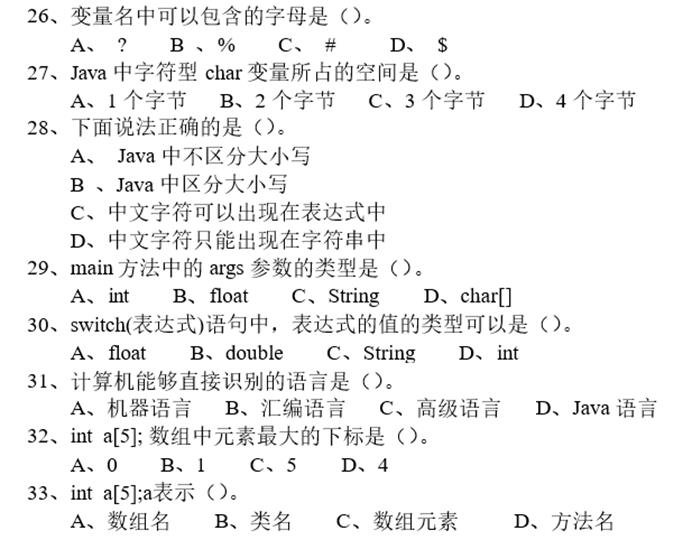 26、变量名中可以包含的字母是（）。
A、 ? B 、% C、 # D、 $
27、Java 中字符型 char 变量所占的空间是（）。
A、1 个字节 B、2 个字节 C、3 个字节 D、4 个字节
28、下面说法正确的是（）。
A、 Java 中不区分大小写
B 、Java 中区分大小写
C、中文字符可以出现在表达式中
D、中文字符只能出现在字符串中
29、main 方法中的 args 参数的类型是（）。
A、int B、float C、String D、char[]
30、switch(表达式)语句中，表达式的值的类型可以是（）。
A、float B、double C、String D、int
31、计算机能够直接识别的语言是（）。
A、机器语言 B、汇编语言 C、高级语言 D、Java 语言
32、int a[5]; 数组中元素最大的下标是（）。
A、0 B、1 C、5 D、4
33、int a[5];a表示（）。
A、数组名 B、类名 C、数组元素 D、方法名